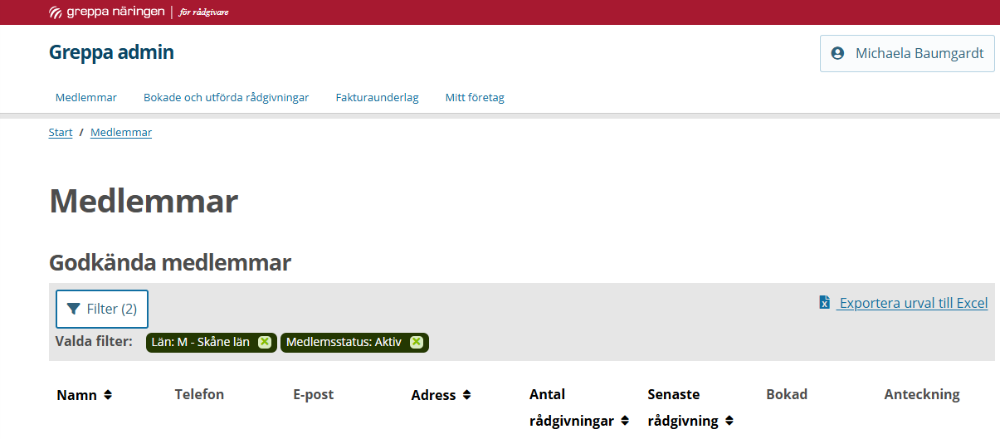 greppa näringen | för rådgivare
Greppa admin
Michaela Baumgardt
Medlemmar Bokade och utförda rådgivningar Fakturaunderlag Mitt företag
Start / Medlemmar
Medlemmar
Godkända medlemmar
Filter (2)
Exportera urval till Excel
Valda filter: Län: M - Skåne län Medlemsstatus: Aktiv
Namn Telefon E-post Adress Antal rådgivningar Senaste rådgivning Bokad Anteckning